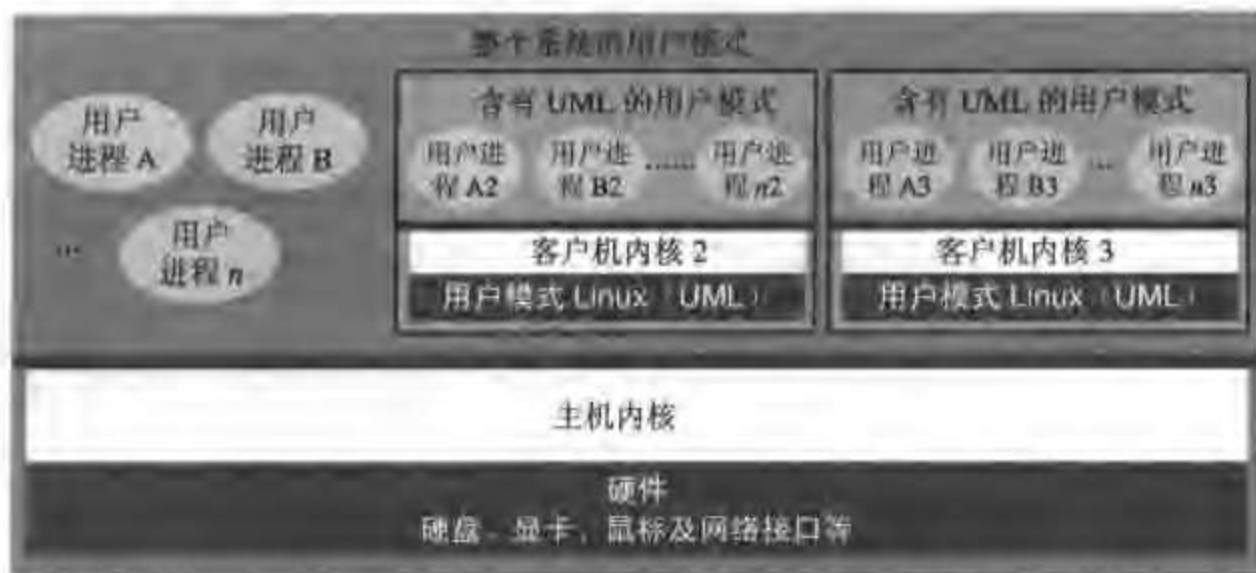 整个系统的用户模式
用户
进程 A
用户
进程 B
...
用户
进程 n
含有 UML 的用户模式
用户进
程 A2
用户进
程 B2
......
用户进
程 n2
客户机内核 2
用户模式 Linux（UML）
含有 UML 的用户模式
用户进
程 A3
用户进
程 B3
...
用户进
程 n3
客户机内核 3
用户模式 Linux（UML）
主机内核
硬件
硬盘、显卡、鼠标及网络接口等